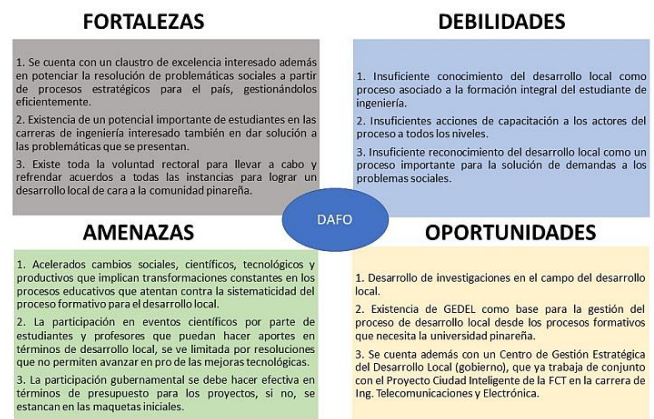 FORTALEZAS
1. Se cuenta con un claustro de excelencia interesado además
en potenciar la resolución de problemáticas sociales a partir
de procesos estratégicos para el país, gestionándolos
eficientemente.
2. Existencia de un potencial importante de estudiantes en las
carreras de ingeniería interesado también en dar solución a
las problemáticas que se presentan.
3. Existe toda la voluntad rectoral para llevar a cabo y
refrendar acuerdos a todas las instancias para lograr un
desarrollo local de cara a la comunidad pinareña.
DEBILIDADES
1. Insuficiente conocimiento del desarrollo local como
proceso asociado a la formación integral del estudiante de
ingeniería.
2. Insuficientes acciones de capacitación a los actores del
proceso a todos los niveles.
3. Insuficiente reconocimiento del desarrollo local como un
proceso importante para la solución de demandas a los
problemas sociales.
DAFO
AMENAZAS
1. Acelerados cambios sociales, científicos, tecnológicos y
productivos que implican transformaciones constantes en los
procesos educativos que atentan contra la sistematicidad del
proceso formativo para el desarrollo local.
2. La participación en eventos científicos por parte de
estudiantes y profesores que puedan hacer aportes en
términos de desarrollo local, se ve limitada por resoluciones
que no permiten avanzar en pro de las mejoras tecnológicas.
3. La participación gubernamental se debe hacer efectiva en
términos de presupuesto para los proyectos, si no, se
estancan en las maquetas iniciales.
OPORTUNIDADES
1. Desarrollo de investigaciones en el campo del desarrollo
local.
2. Existencia de GEDEL como base para la gestión del
proceso de desarrollo local desde los procesos formativos
que necesita la universidad pinareña.
3. Se cuenta además con un Centro de Gestión Estratégica
del Desarrollo Local (gobierno), que ya trabaja de conjunto
con el Proyecto Ciudad Inteligente de la FCT en la carrera de
Ing. Telecomunicaciones y Electrónica.